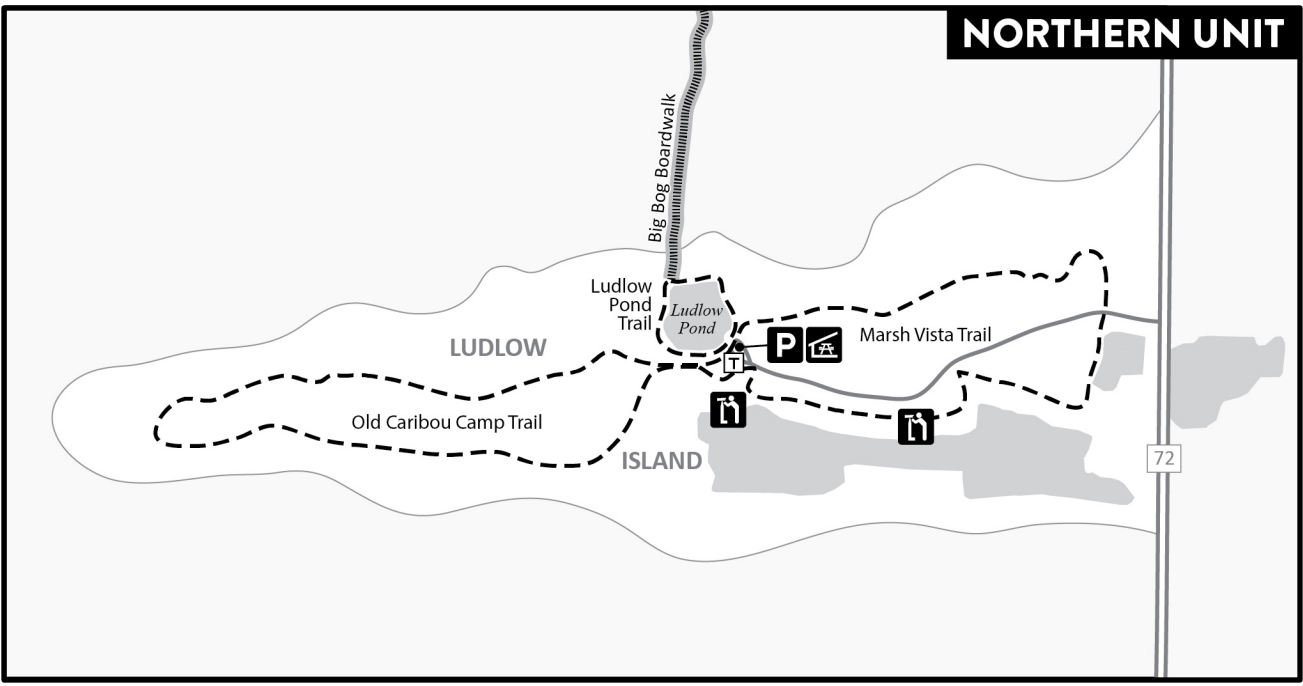 NORTHERN UNIT
Big Bog Boardwalk
Ludlow
Pond
Trail
Ludlow
Pond
P
Marsh Vista Trail
LUDLOW
T
Old Caribou Camp Trail
ISLAND
72